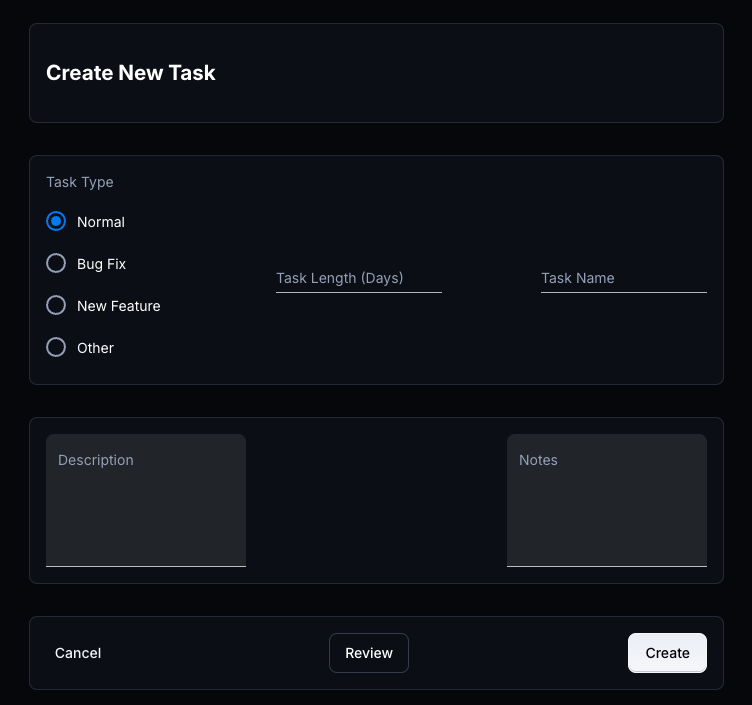 Create New Task
Task Type
Normal
Bug Fix
New Feature
Other
Task Length (Days)
Task Name
Description
Notes
Cancel
Review
Create